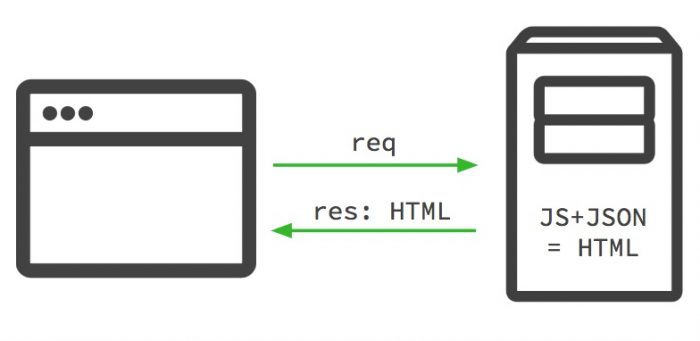 req
res: HTML
JS+JSON
= HTML